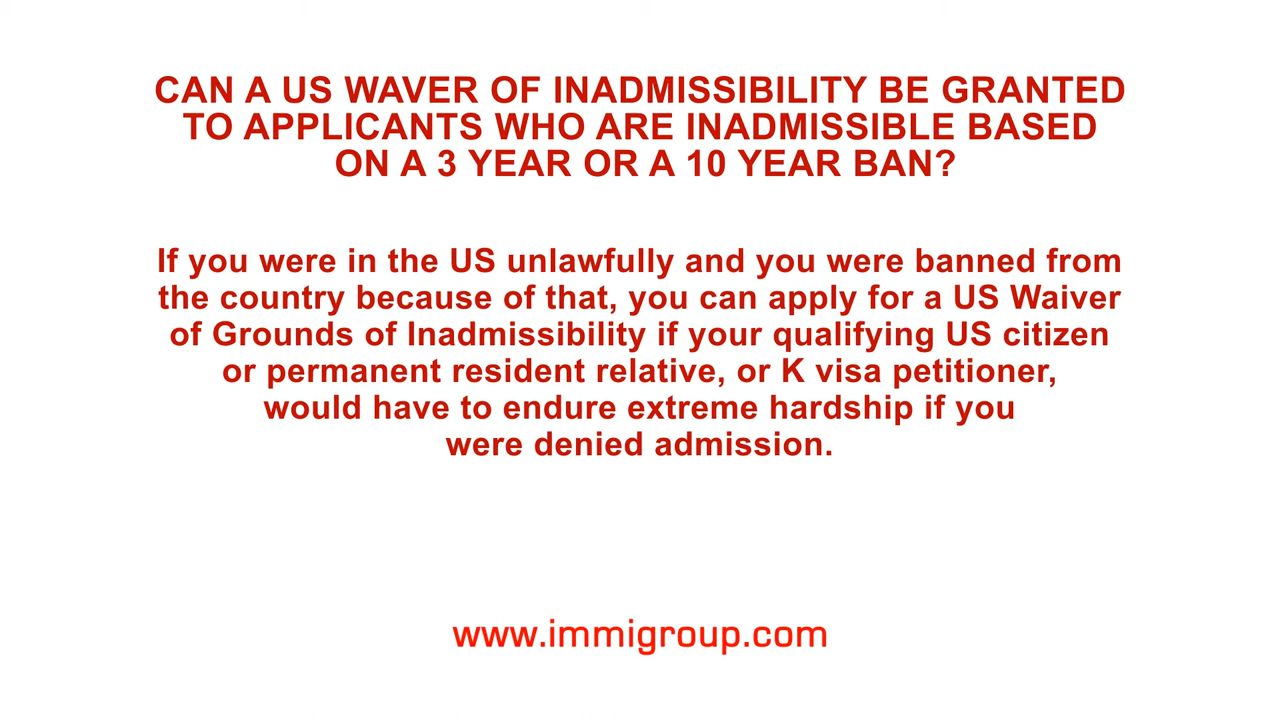 CAN A US WAVER OF INADMISSIBILITY BE GRANTED
TO APPLICANTS WHO ARE INADMISSIBLE BASED
ON A 3 YEAR OR A 10 YEAR BAN?
If you were in the US unlawfully and you were banned from
the country because of that, you can apply for a US Waiver
of Grounds of Inadmissibility if your qualifying US citizen
or permanent resident relative, or K visa petitioner,
would have to endure extreme hardship if you
were denied admission.
www.immigroup.com